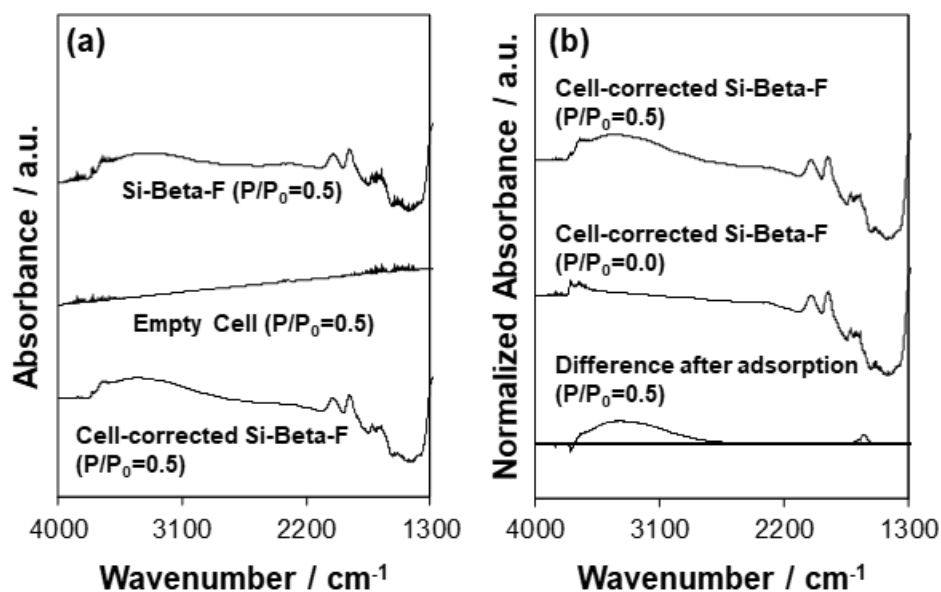 (a)
Absorbance / a.u.
Si-Beta-F (P/P₀=0.5)
Empty Cell (P/P₀=0.5)
Cell-corrected Si-Beta-F
(P/P₀=0.5)
4000 3100 2200 1300
Wavenumber / cm⁻¹
(b)
Normalized Absorbance / a.u.
Cell-corrected Si-Beta-F
(P/P₀=0.5)
Cell-corrected Si-Beta-F
(P/P₀=0.0)
Difference after adsorption
(P/P₀=0.5)
4000 3100 2200 1300
Wavenumber / cm⁻¹